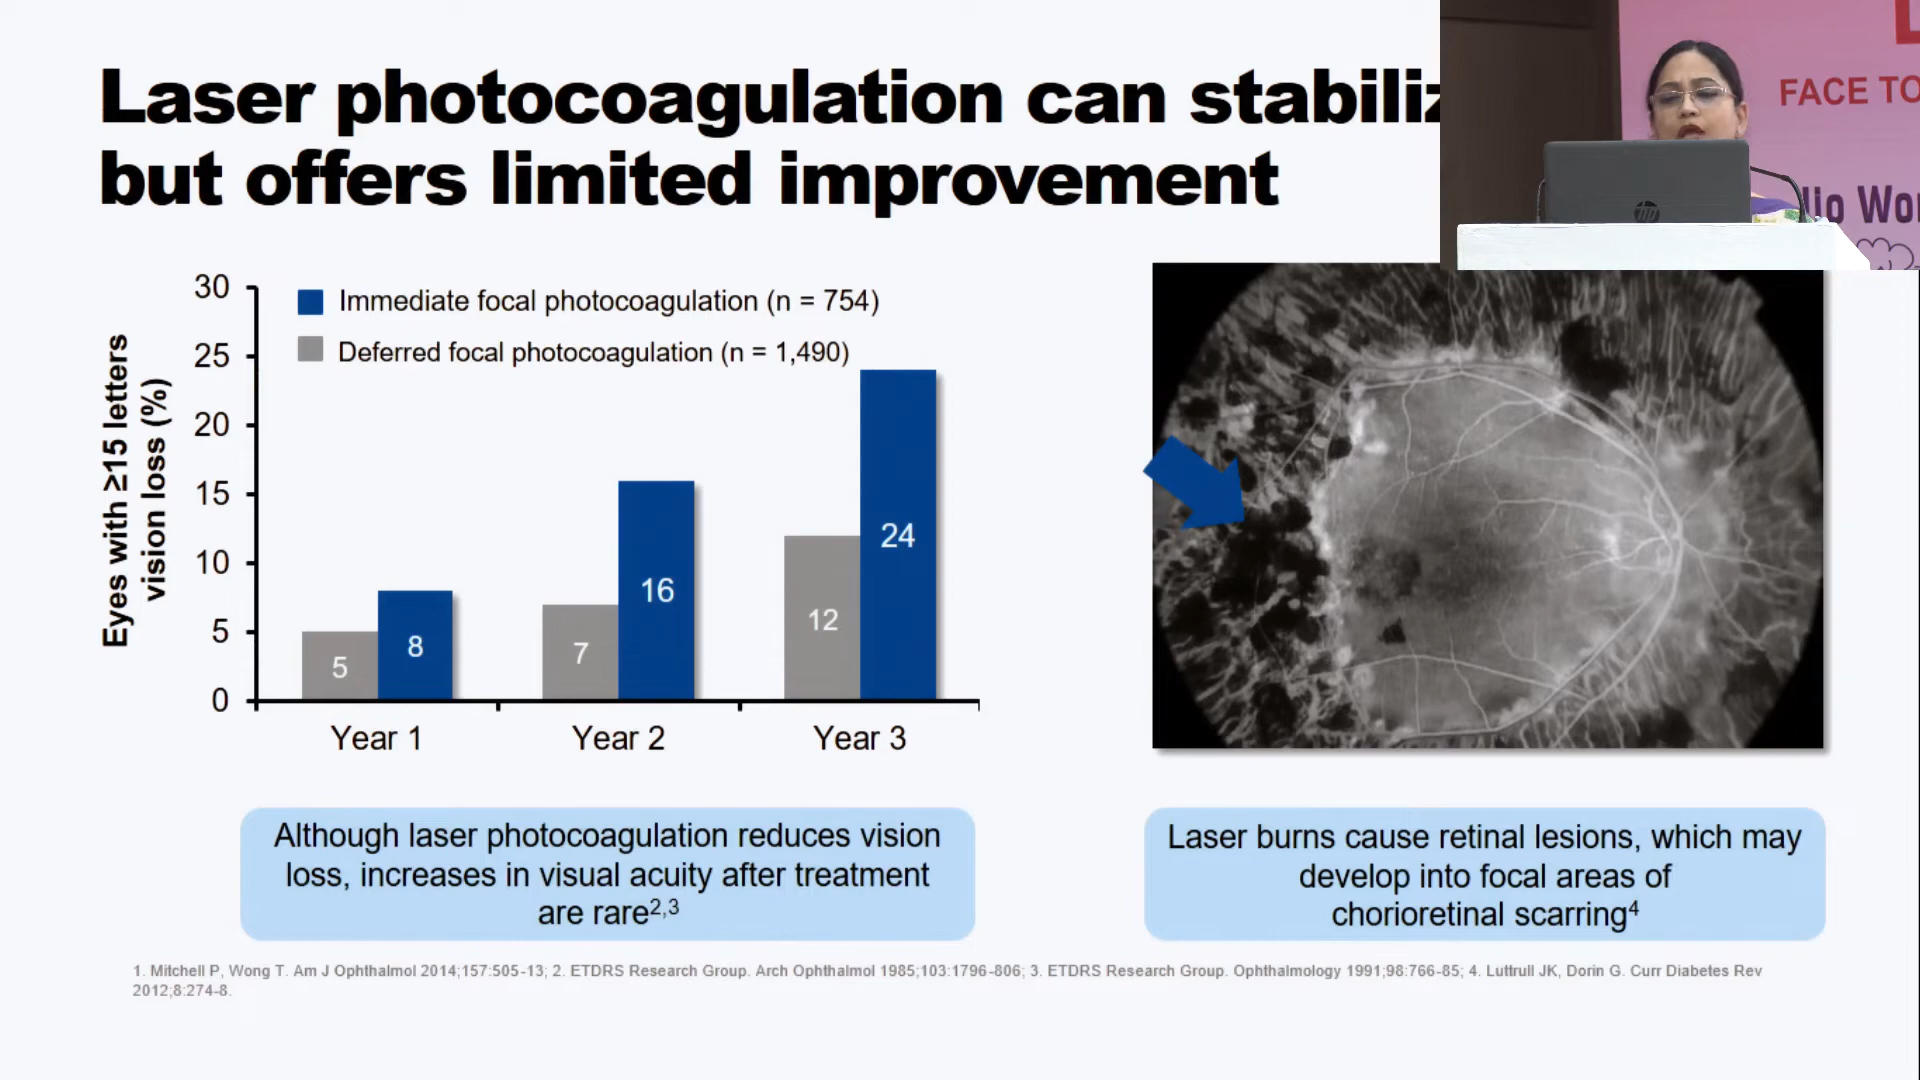 Laser photocoagulation can
but offers limited improvement
FACE
30
25
20
15
10
5
0
Eyes with ≥15 letters
vision loss (%)
Immediate focal photocoagulation (n = 754)
Deferred focal photocoagulation (n = 1,490)
5
8
7
16
12
24
Year 1
Year 2
Year 3
hp
Although laser photocoagulation reduces vision
loss, increases in visual acuity after treatment
are rare2,3
Laser burns cause retinal lesions, which may
develop into focal areas of
chorioretinal scarring4
1. Mitchell P, Wong T. Am J Ophthalmol 2014;157:505-13; 2. ETDRS Research Group. Arch Ophthalmol 1985;103:1796-806; 3. ETDRS Research Group. Ophthalmology 1991;98:766-85; 4. Luttrull JK, Dorin G. Curr Diabetes Rev
2012;8:274-8.